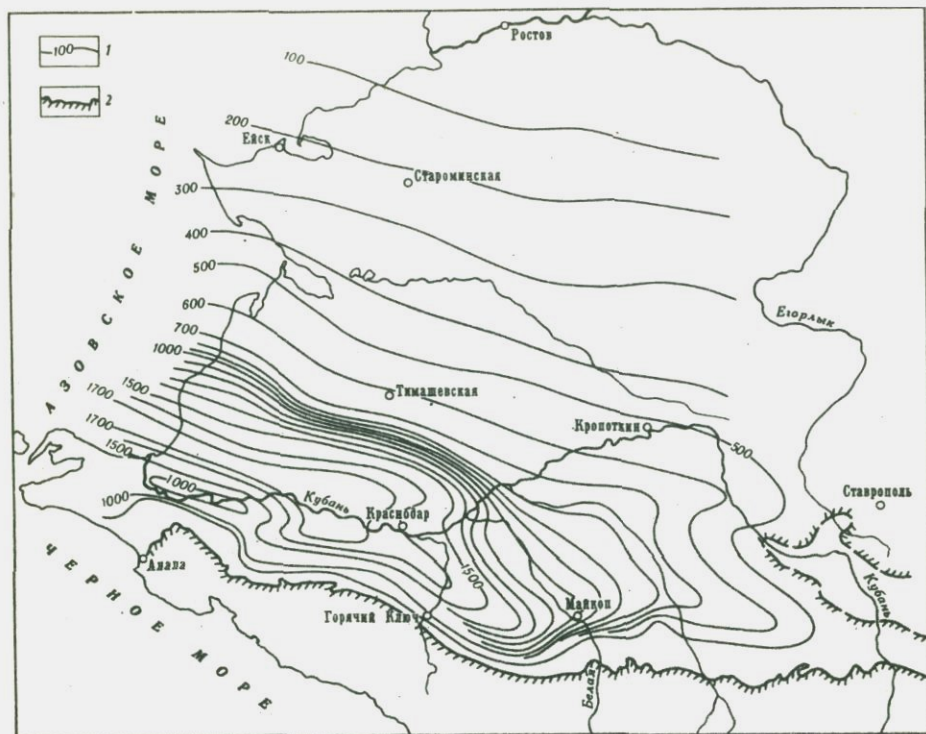 100 1
2
Ростов
100
200
Ейск
Староминская
300
400
500
600
700
1000
1500
1700
1700
1500
1000
1000
Тимашевская
Кропоткин
Егорлык
500
Ставрополь
Кубань
Краснодар
1500
Анапа
Горячий Ключ
Майкоп
Белая
Кубань
АЗОВСКОЕ МОРЕ
ЧЕРНОЕ МОРЕ